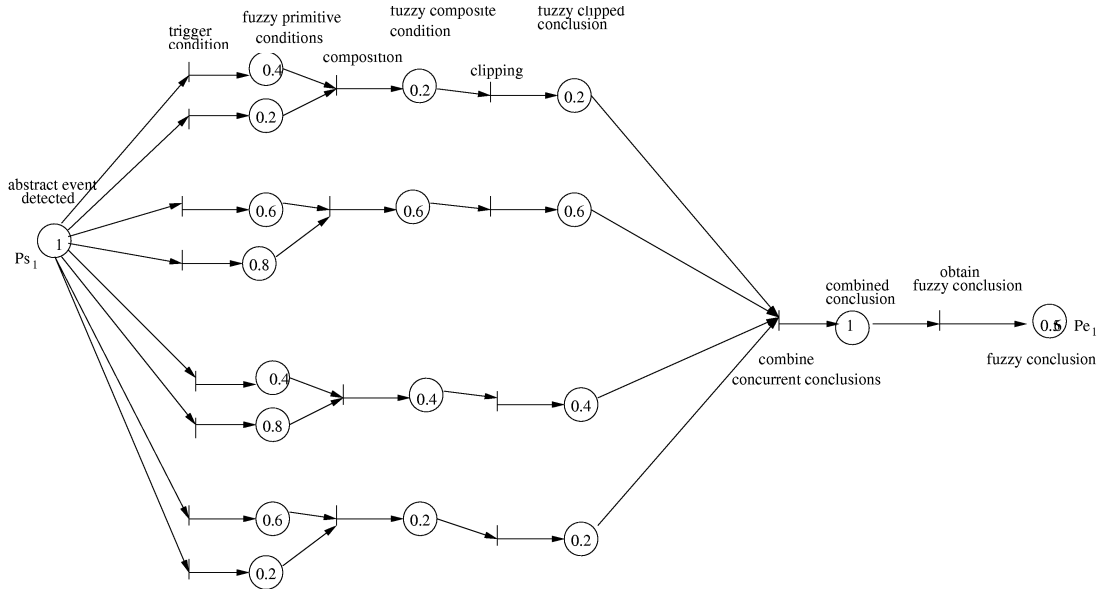 fuzzy composite
condition
fuzzy clipped
conclusion
fuzzy primitive
conditions
trigger
condition
composition
clipping
0.4
0.2
0.2
0.2
abstract event
detected
1
Ps1
0.6
0.6
0.6
0.8
obtain
fuzzy conclusion
combined
conclusion
1
Pe1
fuzzy conclusion
combine
concurrent conclusions
0.4
0.4
0.4
0.8
0.6
0.2
0.2
0.2